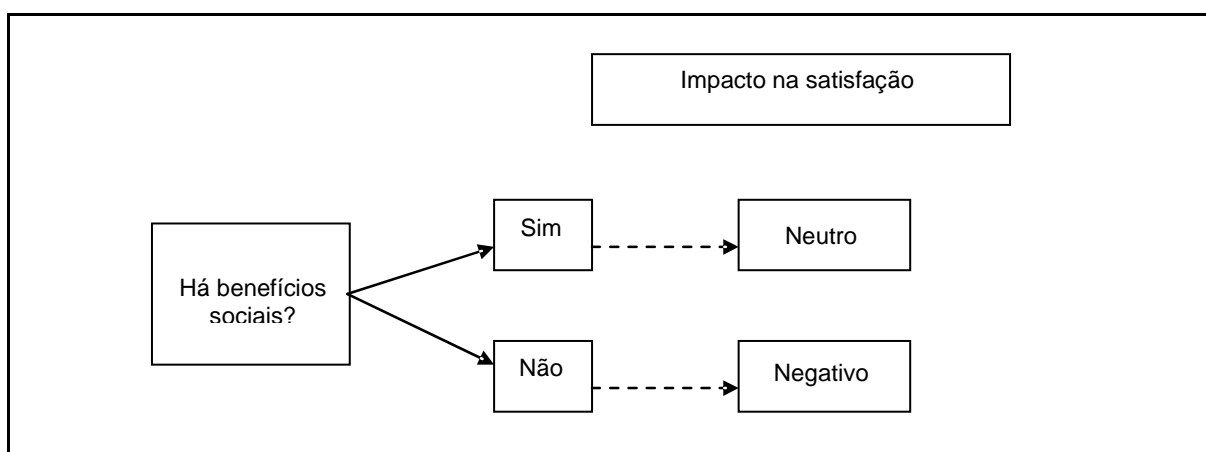 Impacto na satisfação
Sim
Neutro
Há benefícios
sociais?
Não
Negativo